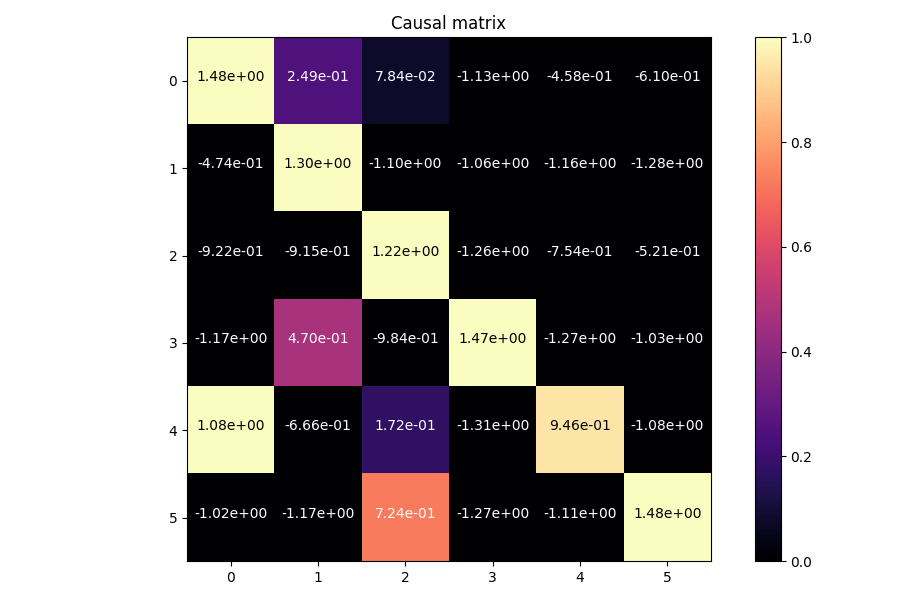 Causal matrix
0 1.48e+00 2.49e-01 7.84e-02 -1.13e+00 -4.58e-01 -6.10e-01
1 -4.74e-01 1.30e+00 -1.10e+00 -1.06e+00 -1.16e+00 -1.28e+00
2 -9.22e-01 -9.15e-01 1.22e+00 -1.26e+00 -7.54e-01 -5.21e-01
3 -1.17e+00 4.70e-01 -9.84e-01 1.47e+00 -1.27e+00 -1.03e+00
4 1.08e+00 -6.66e-01 1.72e-01 -1.31e+00 9.46e-01 -1.08e+00
5 -1.02e+00 -1.17e+00 7.24e-01 -1.27e+00 -1.11e+00 1.48e+00
0 1 2 3 4 5
1.0
0.8
0.6
0.4
0.2
0.0